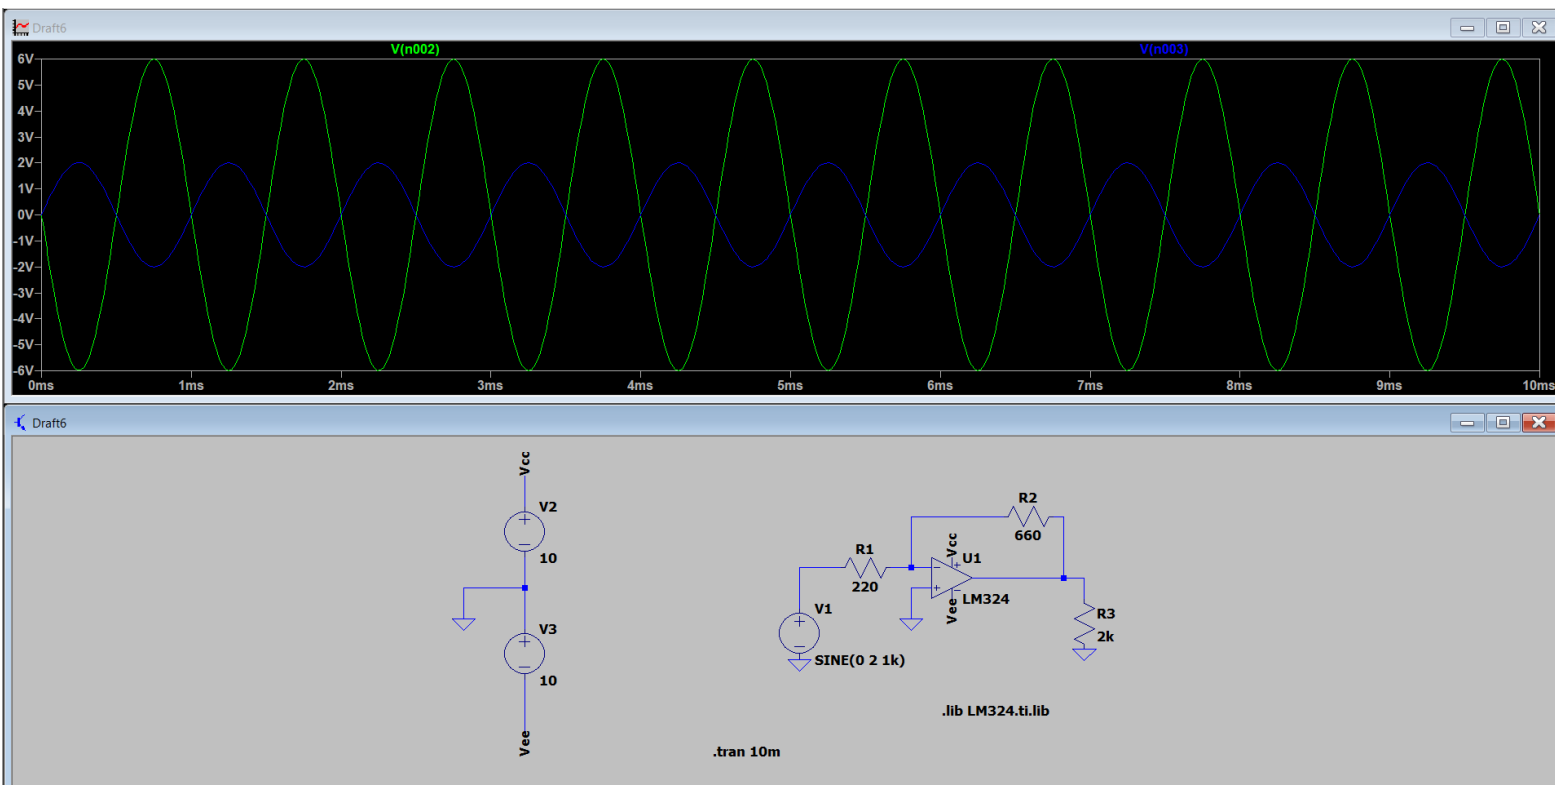 Draft6
V(n002) V(n003)
6V
5V
4V
3V
2V
1V
0V
-1V
-2V
-3V
-4V
-5V
-6V
0ms 1ms 2ms 3ms 4ms 5ms 6ms 7ms 8ms 9ms 10ms
Draft6
Vcc
V2
10
V3
10
Vee
R2
660
R1
220
Vcc
U1
LM324
Vee
V1
SINE(0 2 1k)
R3
2k
.lib LM324.ti.lib
.tran 10m